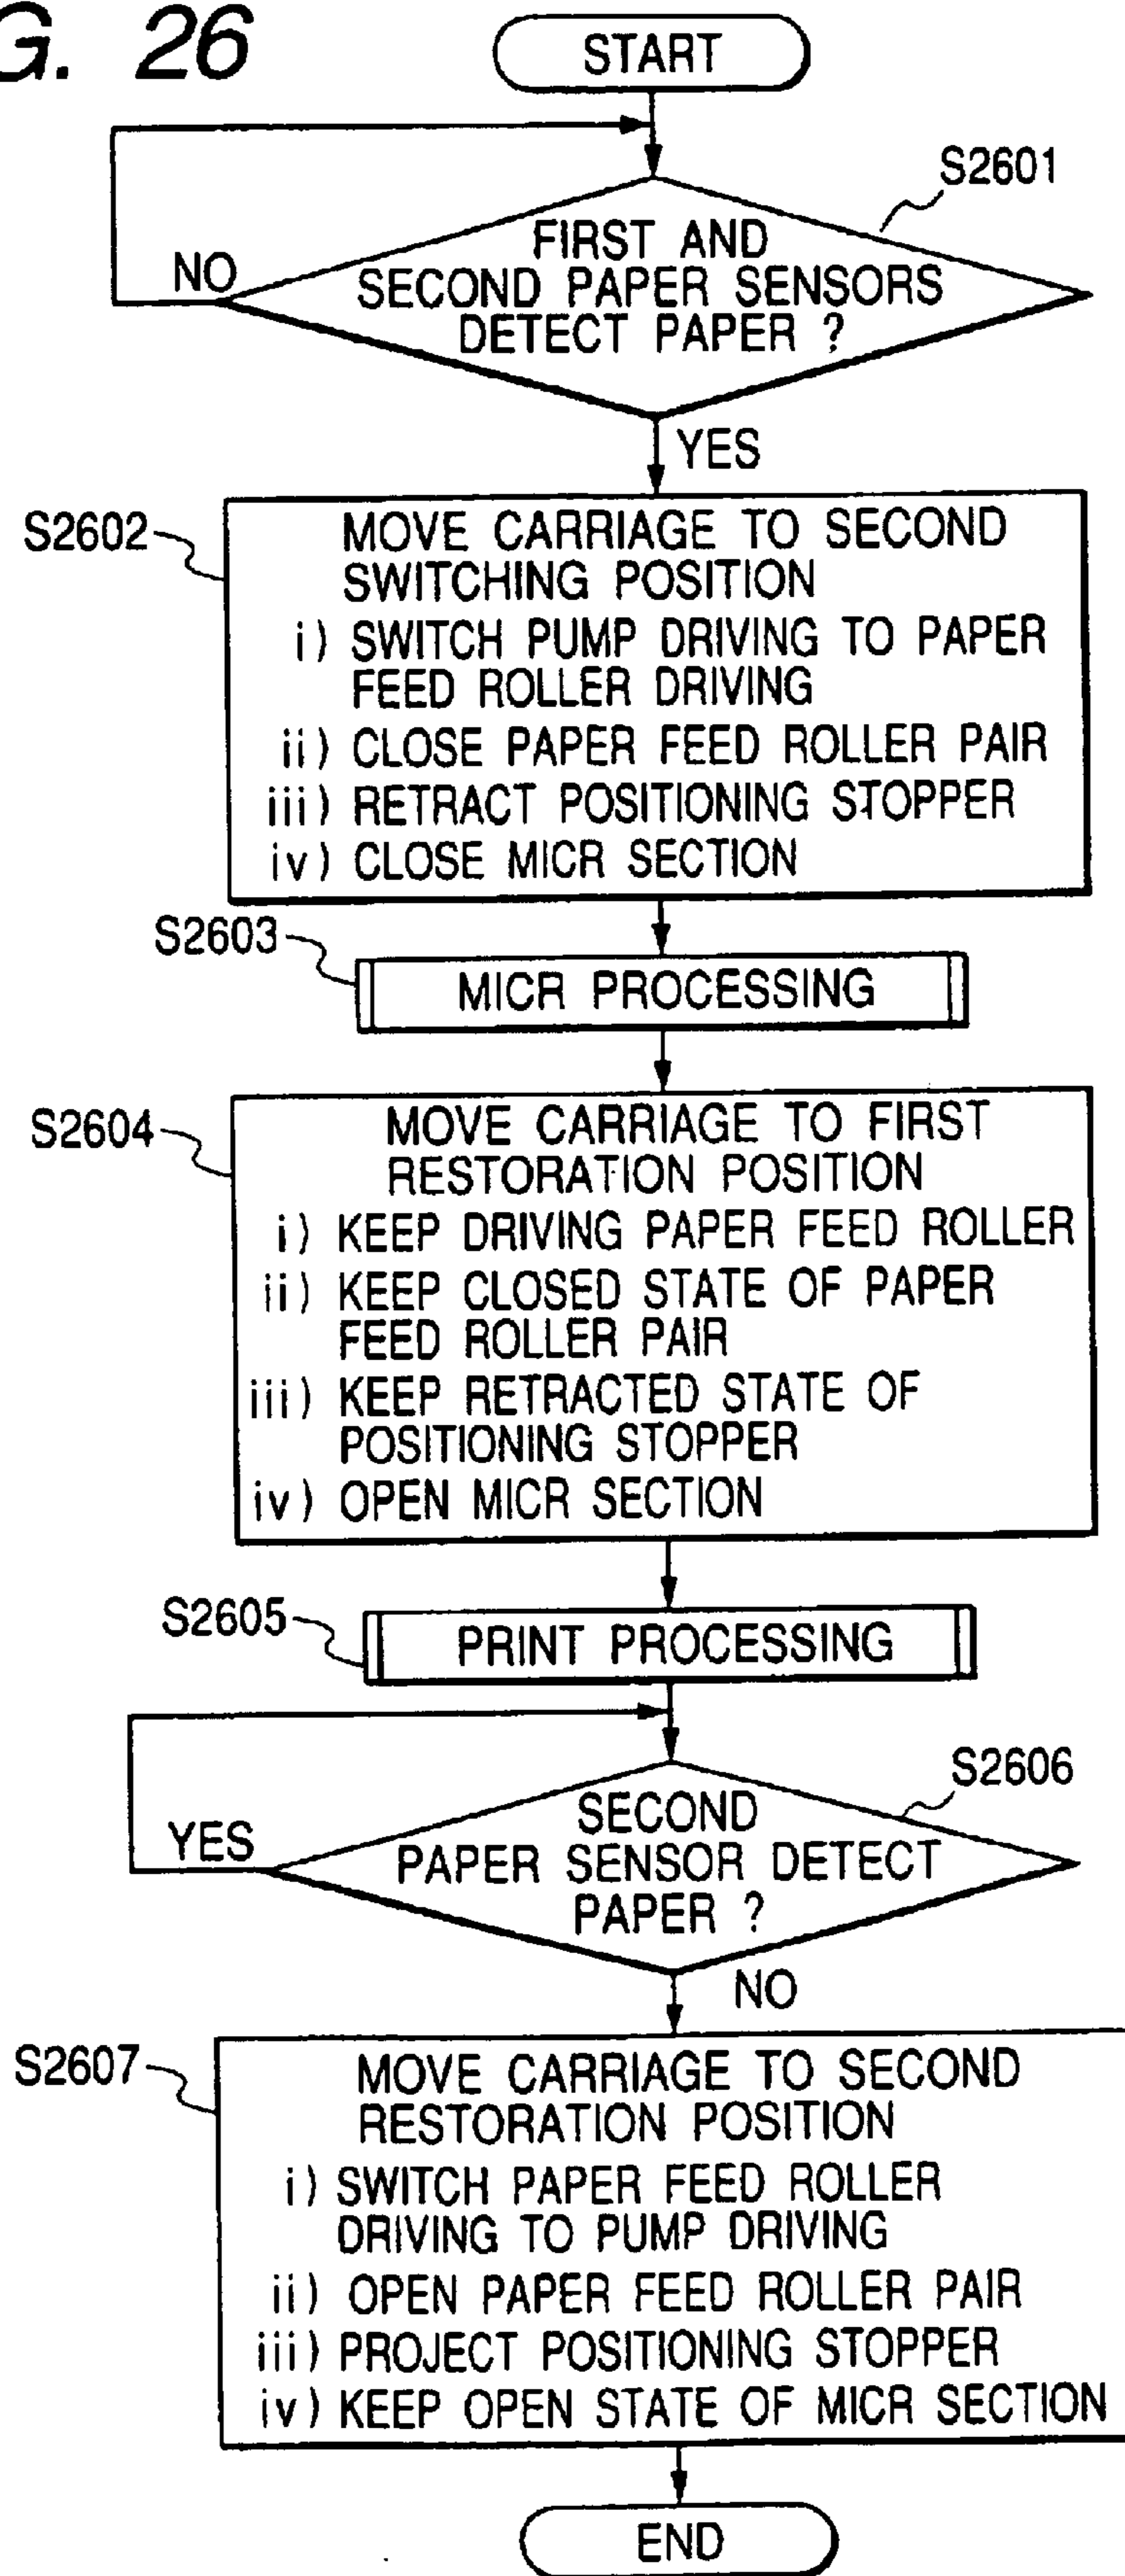 G. 26
START
S2601
FIRST AND
SECOND PAPER SENSORS
DETECT PAPER ?
NO
YES
S2602
MOVE CARRIAGE TO SECOND
SWITCHING POSITION
i) SWITCH PUMP DRIVING TO PAPER
FEED ROLLER DRIVING
ii) CLOSE PAPER FEED ROLLER PAIR
iii) RETRACT POSITIONING STOPPER
iv) CLOSE MICR SECTION
S2603
MICR PROCESSING
S2604
MOVE CARRIAGE TO FIRST
RESTORATION POSITION
i) KEEP DRIVING PAPER FEED ROLLER
ii) KEEP CLOSED STATE OF PAPER
FEED ROLLER PAIR
iii) KEEP RETRACTED STATE OF
POSITIONING STOPPER
iv) OPEN MICR SECTION
S2605
PRINT PROCESSING
S2606
SECOND
PAPER SENSOR DETECT
PAPER ?
YES
NO
S2607
MOVE CARRIAGE TO SECOND
RESTORATION POSITION
i) SWITCH PAPER FEED ROLLER
DRIVING TO PUMP DRIVING
ii) OPEN PAPER FEED ROLLER PAIR
iii) PROJECT POSITIONING STOPPER
iv) KEEP OPEN STATE OF MICR SECTION
END